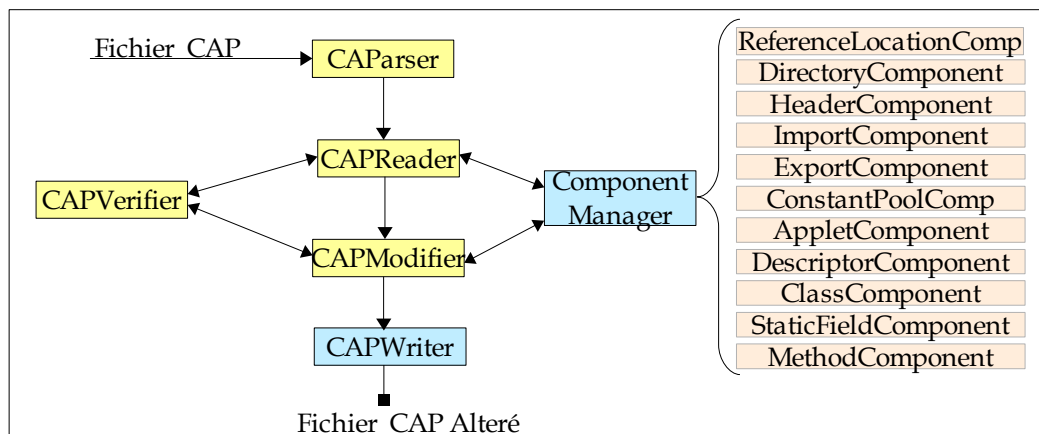 Fichier CAP
CAParser
CAPReader
CAPVerifier
CAPModifier
CAPWriter
Fichier CAP Alteré
Component
Manager
ReferenceLocationComp
DirectoryComponent
HeaderComponent
ImportComponent
ExportComponent
ConstantPoolComp
AppletComponent
DescriptorComponent
ClassComponent
StaticFieldComponent
MethodComponent